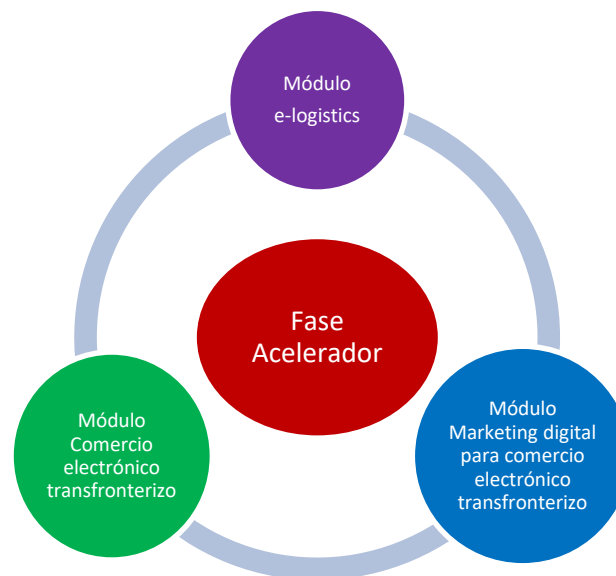 Módulo
e-logistics
Fase
Acelerador
Módulo
Comercio
electrónico
transfronterizo
Módulo
Marketing digital
para comercio
electrónico
transfronterizo